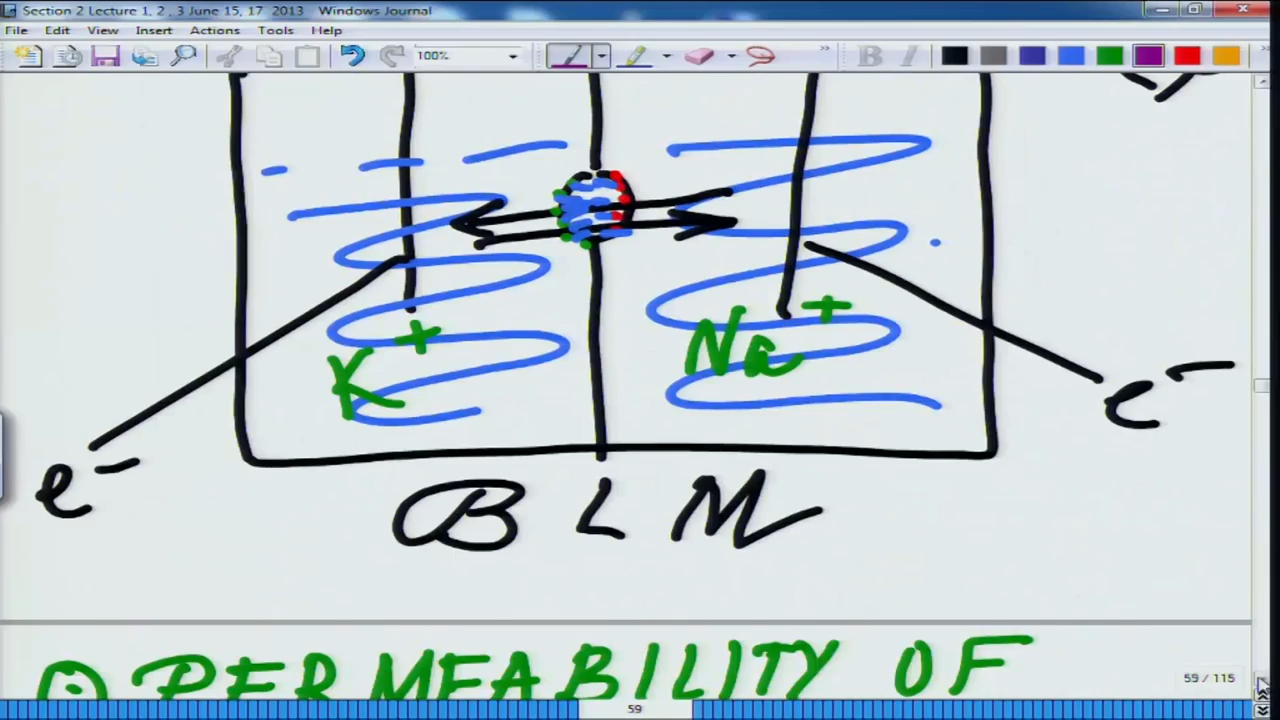 Section 2 Lecture 1, 2 , 3 June 15, 17 2013 - Windows Journal
File Edit View Insert Actions Tools Help
100%
B I
K+ Na+
e- e-
B L M
⊙ PERMEABILITY OF
59 / 115
59